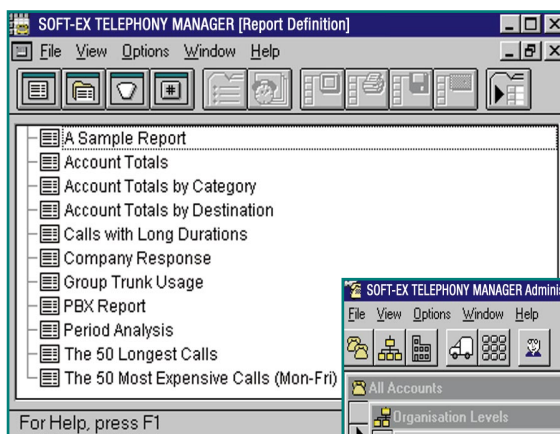 SOFT-EX TELEPHONY MANAGER [Report Definition]
File View Options Window Help
A Sample Report
Account Totals
Account Totals by Category
Account Totals by Destination
Calls with Long Durations
Company Response
Group Trunk Usage
PBX Report
Period Analysis
The 50 Longest Calls
The 50 Most Expensive Calls (Mon-Fri)
For Help, press F1
SOFT-EX TELEPHONY MANAGER Adminis
File View Options Window Help
All Accounts
Organisation Levels